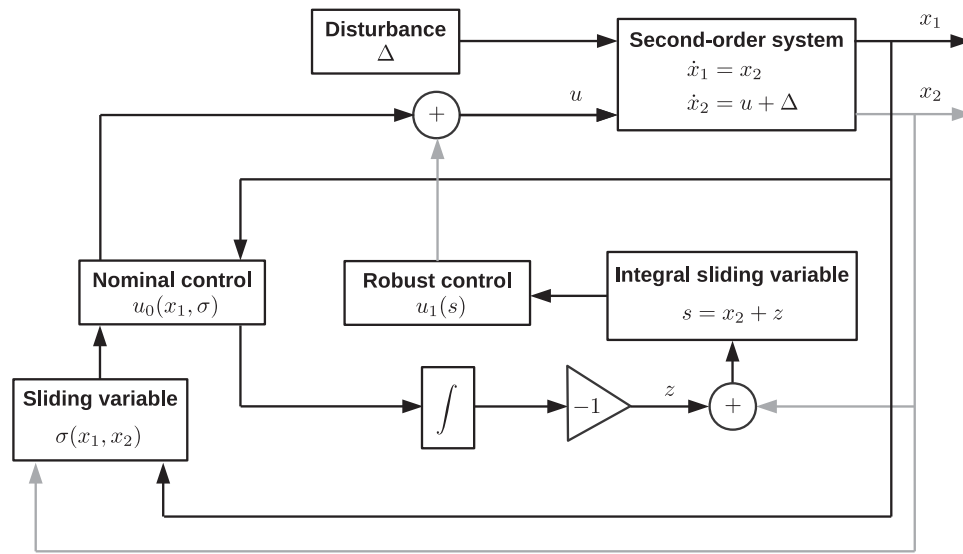 Disturbance
Δ
Second-order system
ẋ₁ = x₂
ẋ₂ = u + Δ
x₁
x₂
u
+
Nominal control
u₀(x₁, σ)
Robust control
u₁(s)
Integral sliding variable
s = x₂ + z
Sliding variable
σ(x₁, x₂)
∫
−1
z
+